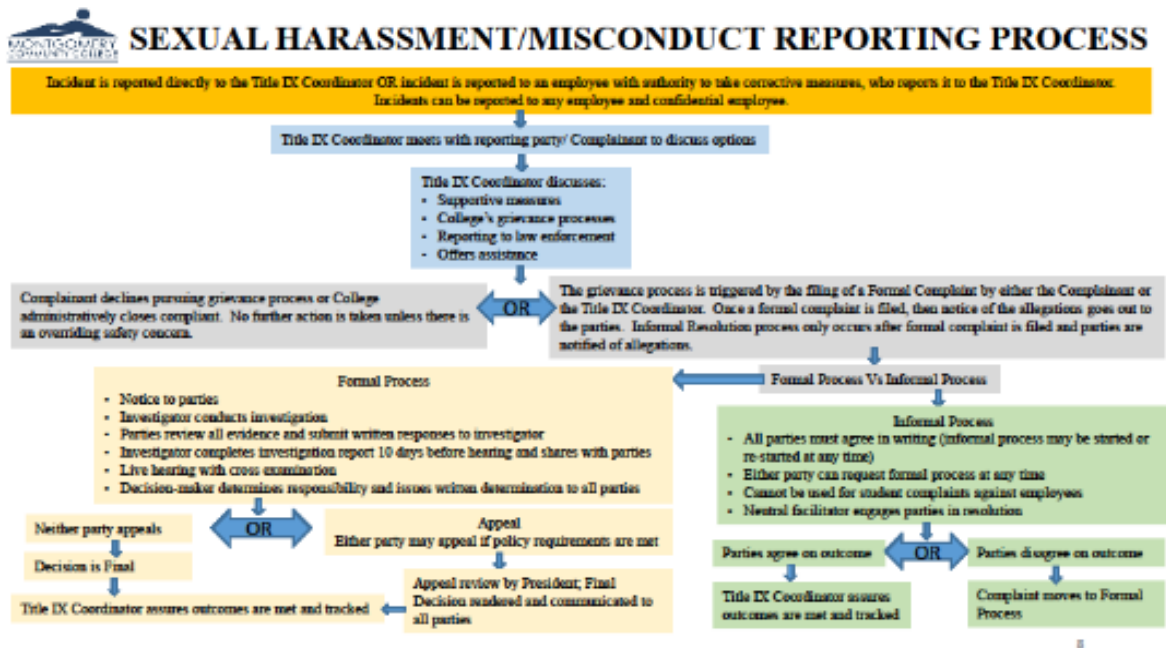 MONTGOMERY
COMMUNITY COLLEGE
SEXUAL HARASSMENT/MISCONDUCT REPORTING PROCESS
Incident is reported directly to the Title IX Coordinator OR incident is reported to an employee with authority to take corrective measures, who reports it to the Title IX Coordinator.
Incidents can be reported to any employee and confidential employee.
Title IX Coordinator meets with reporting party/ Complainant to discuss options
Title IX Coordinator discusses:
• Supportive measures
• College's grievance processes
• Reporting to law enforcement
• Offers assistance
Complainant declines pursuing grievance process or College
administratively closes compliant. No further action is taken unless there is
an overriding safety concern.
OR
The grievance process is triggered by the filing of a Formal Complaint by either the Complainant or
the Title IX Coordinator. Once a formal complaint is filed, then notice of the allegations goes out to
the parties. Informal Resolution process only occurs after formal complaint is filed and parties are
notified of allegations.
Formal Process Vs Informal Process
Formal Process
• Notice to parties
• Investigator conducts investigation
• Parties review all evidence and submit written responses to investigator
• Investigator completes investigation report 10 days before hearing and shares with parties
• Live hearing with cross examination
• Decision-maker determines responsibility and issues written determination to all parties
Neither party appeals
OR
Appeal
Either party may appeal if policy requirements are met
Decision is Final
Appeal review by President; Final
Decision rendered and communicated to
all parties
Title IX Coordinator assures outcomes are met and tracked
Informal Process
• All parties must agree in writing (informal process may be started or
re-started at any time)
• Either party can request formal process at any time
• Cannot be used for student complaints against employees
• Neutral facilitator engages parties in resolution
Parties agree on outcome
OR
Parties disagree on outcome
Title IX Coordinator assures
outcomes are met and tracked
Complaint moves to Formal
Process